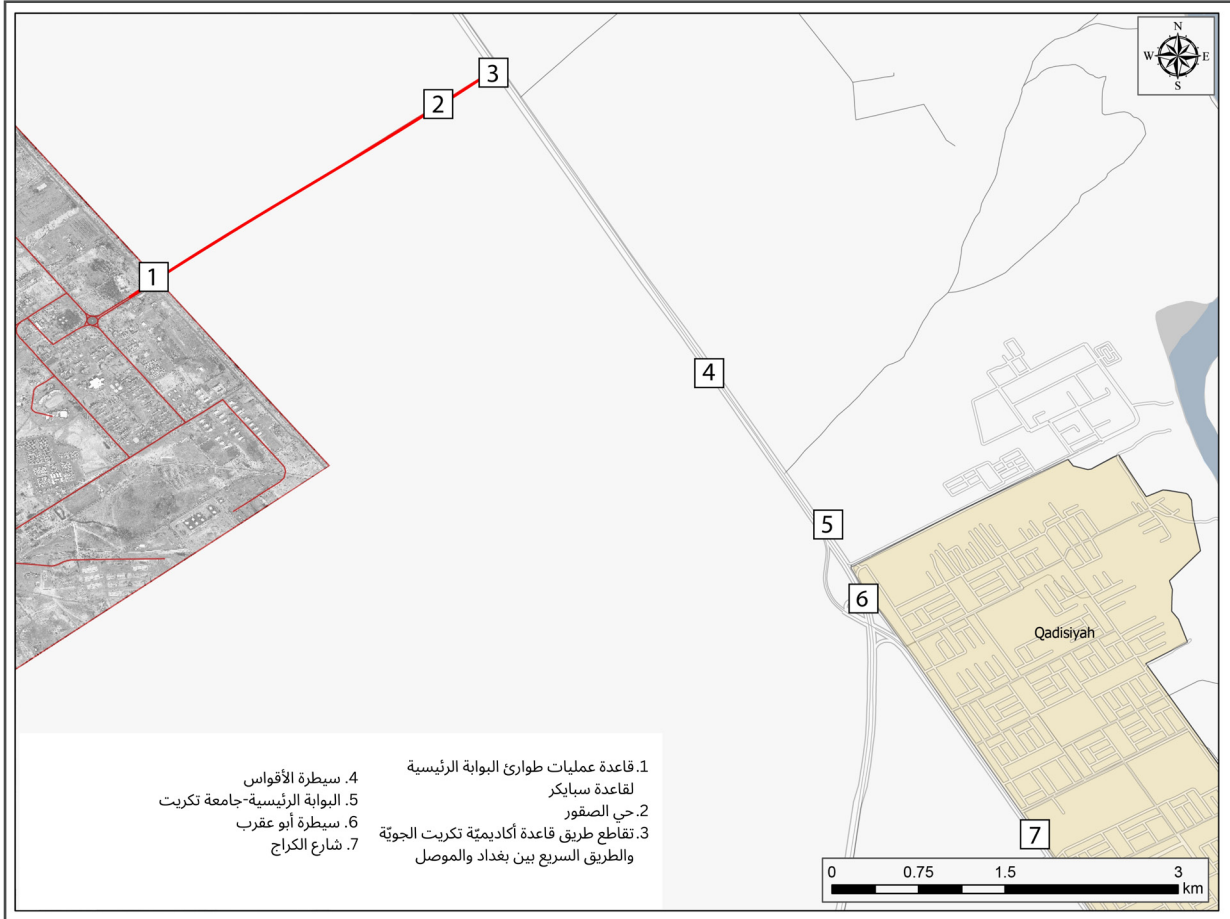 N
W E
S
3
2
1
4
5
6
Qadisiyah
7
1.قاعدة عمليات طوارئ البوابة الرئيسية
لقاعدة سبايكر
2.حي الصقور
3.تقاطع طريق قاعدة أكاديميّة تكريت الجويّة
والطريق السريع بين بغداد والموصل
4. سيطرة الأقواس
5. البوابة الرئيسية-جامعة تكريت
6. سيطرة أبو عقرب
7. شارع الكراج
0 0.75 1.5 3
km